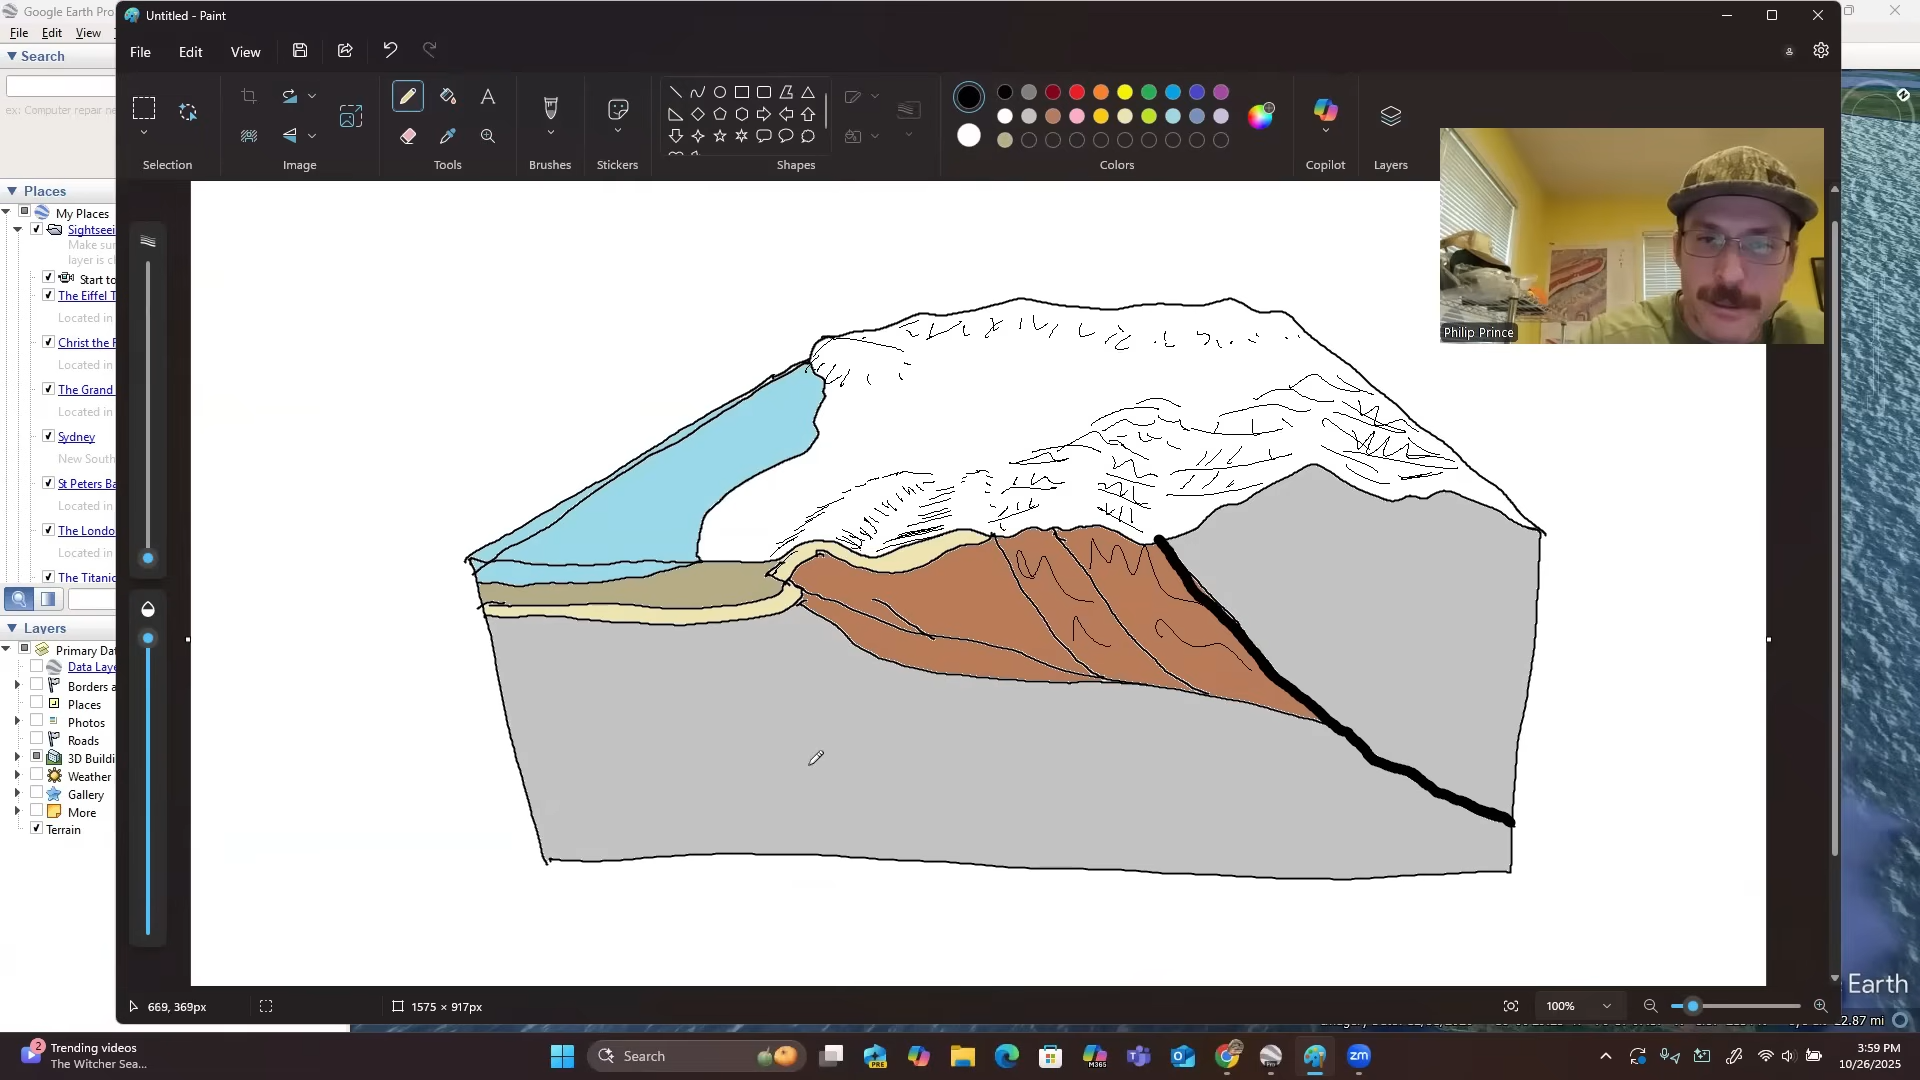 Google Earth Pro
Untitled - Paint
File Edit View
File Edit View
Search
ex: Computer repair ne
Selection
Image
Tools
Brushes
Stickers
Shapes
Colors
Copilot
Layers
Places
My Places
Sightseei
Make sur
layer is c
Start to
The Eiffel T
Located in
Christ the R
Located in
The Grand
Located in
Sydney
New South
St Peters Ba
Located in
The Londo
Located in
The Titanic
Layers
Primary Dat
Data Laye
Borders a
Places
Photos
Roads
3D Buildi
Weather
Gallery
More
Terrain
Philip Prince
669, 369px
1575 × 917px
100%
Earth
2.87 mi
2
Trending videos
The Witcher Sea...
Search
PRE
M365
zm
3:59 PM
10/26/2025